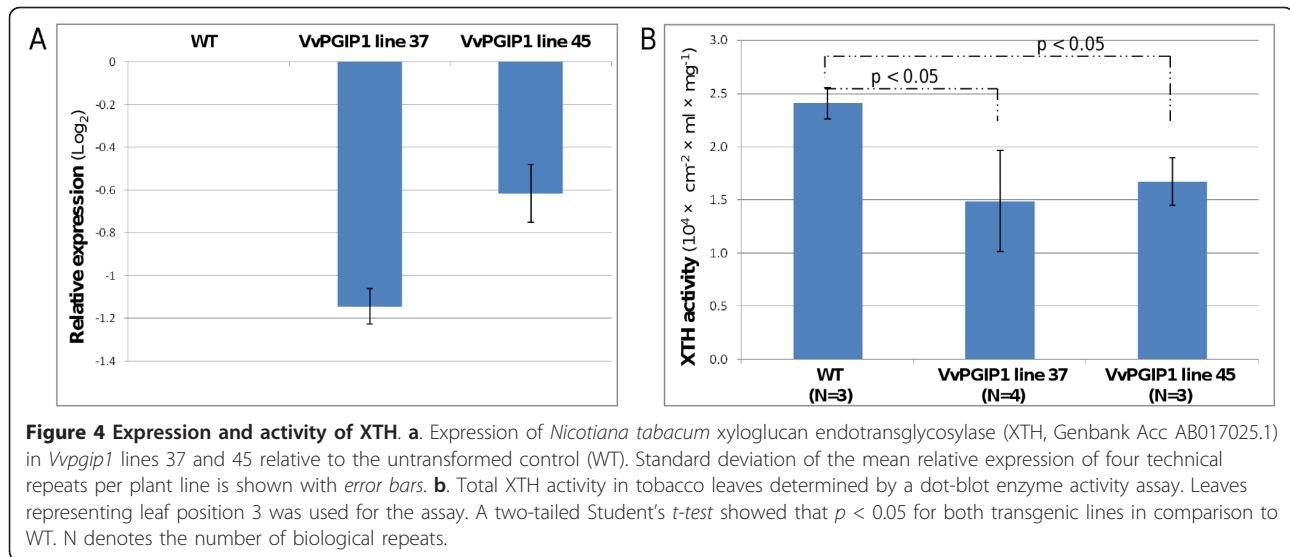 A
WT VvPGIP1 line 37 VvPGIP1 line 45
0
-0.2
-0.4
-0.6
-0.8
-1
-1.2
-1.4
Relative expression (Log2)
B
3.0
2.5
2.0
1.5
1.0
0.5
0.0
XTH activity (10⁴ × cm⁻² × ml × mg⁻¹)
p < 0.05
p < 0.05
WT VvPGIP1 line 37 VvPGIP1 line 45
(N=3) (N=4) (N=3)
Figure 4 Expression and activity of XTH. a. Expression of Nicotiana tabacum xyloglucan endotransglycosylase (XTH, Genbank Acc AB017025.1)
in Vvpgip1 lines 37 and 45 relative to the untransformed control (WT). Standard deviation of the mean relative expression of four technical
repeats per plant line is shown with error bars. b. Total XTH activity in tobacco leaves determined by a dot-blot enzyme activity assay. Leaves
representing leaf position 3 was used for the assay. A two-tailed Student's t-test showed that p < 0.05 for both transgenic lines in comparison to
WT. N denotes the number of biological repeats.